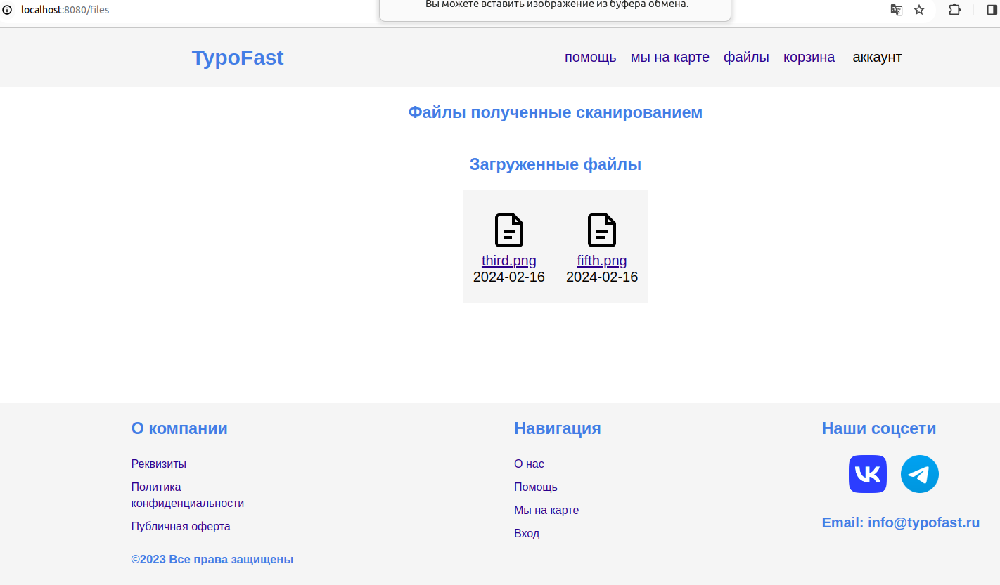 localhost:8080/files
Вы можете вставить изображение из буфера обмена.
TypoFast
помощь мы на карте файлы корзина аккаунт
Файлы полученные сканированием
Загруженные файлы
third.png fifth.png
2024-02-16 2024-02-16
О компании
Реквизиты
Политика
конфиденциальности
Публичная оферта
©2023 Все права защищены
Навигация
О нас
Помощь
Мы на карте
Вход
Наши соцсети
Email: info@typofast.ru